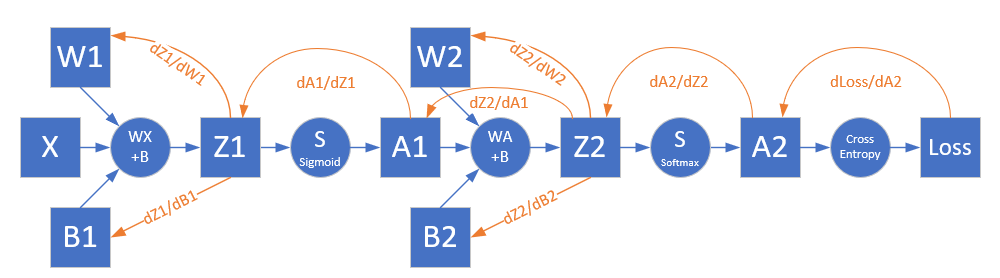 W1
dZ1/dW1
dA1/dZ1
W2
dZ2/dW2
dA2/dZ2
dLoss/dA2
dZ2/dA1
X
WX
+B
Z1
S
Sigmoid
A1
WA
+B
Z2
S
Softmax
A2
Cross
Entropy
Loss
B1
dZ1/dB1
B2
dZ2/dB2